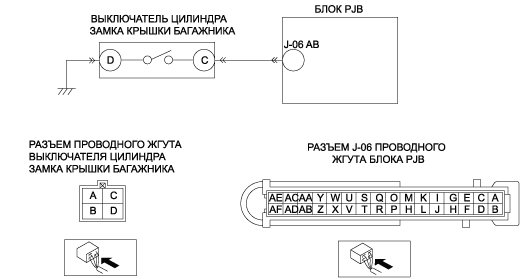 ВЫКЛЮЧАТЕЛЬ ЦИЛИНДРА
ЗАМКА КРЫШКИ БАГАЖНИКА
БЛОК PJB
J-06 AB
D
C
РАЗЪЕМ ПРОВОДНОГО ЖГУТА
ВЫКЛЮЧАТЕЛЯ ЦИЛИНДРА
ЗАМКА КРЫШКИ БАГАЖНИКА
A C
B D
РАЗЪЕМ J-06 ПРОВОДНОГО
ЖГУТА БЛОКА PJB
AE AC AA Y W U S Q O M K I G E C A
AF AD AB Z X V T R P H L J H F D B